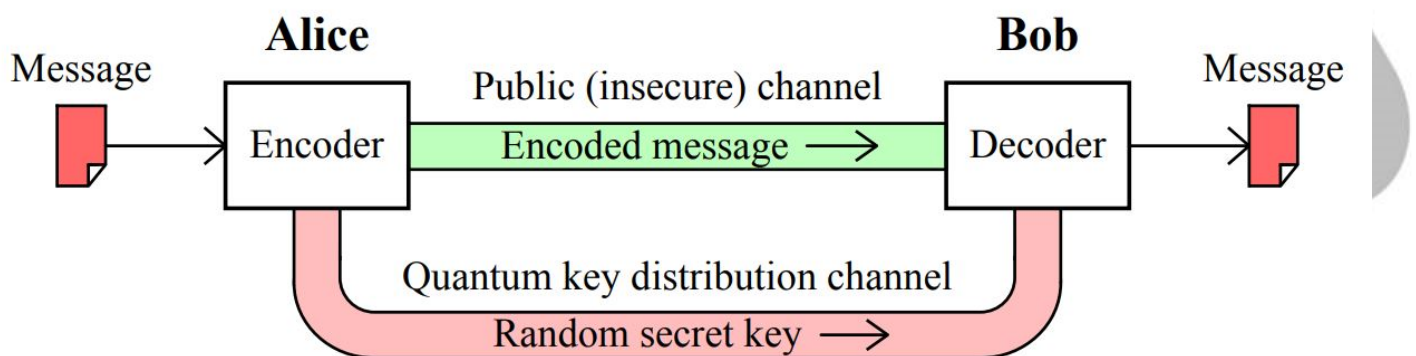 Alice
Bob
Message
Message
Public (insecure) channel
Encoder
Encoded message
Decoder
Quantum key distribution channel
Random secret key